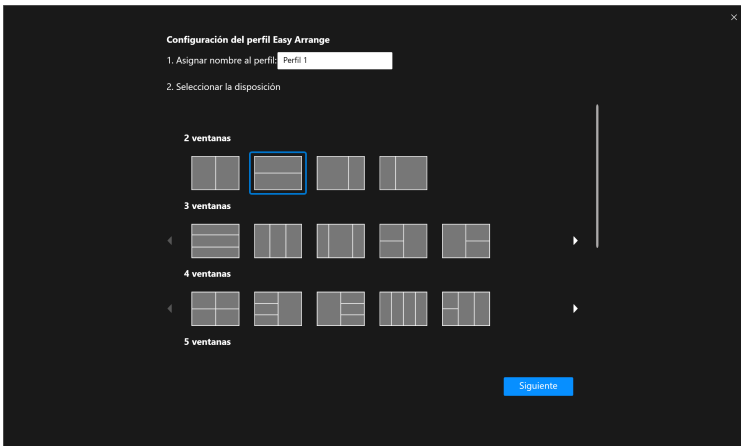 Configuración del perfil Easy Arrange
1. Asignar nombre al perfil: Perfil 1
2. Seleccionar la disposición
2 ventanas
3 ventanas
4 ventanas
5 ventanas
Siguiente